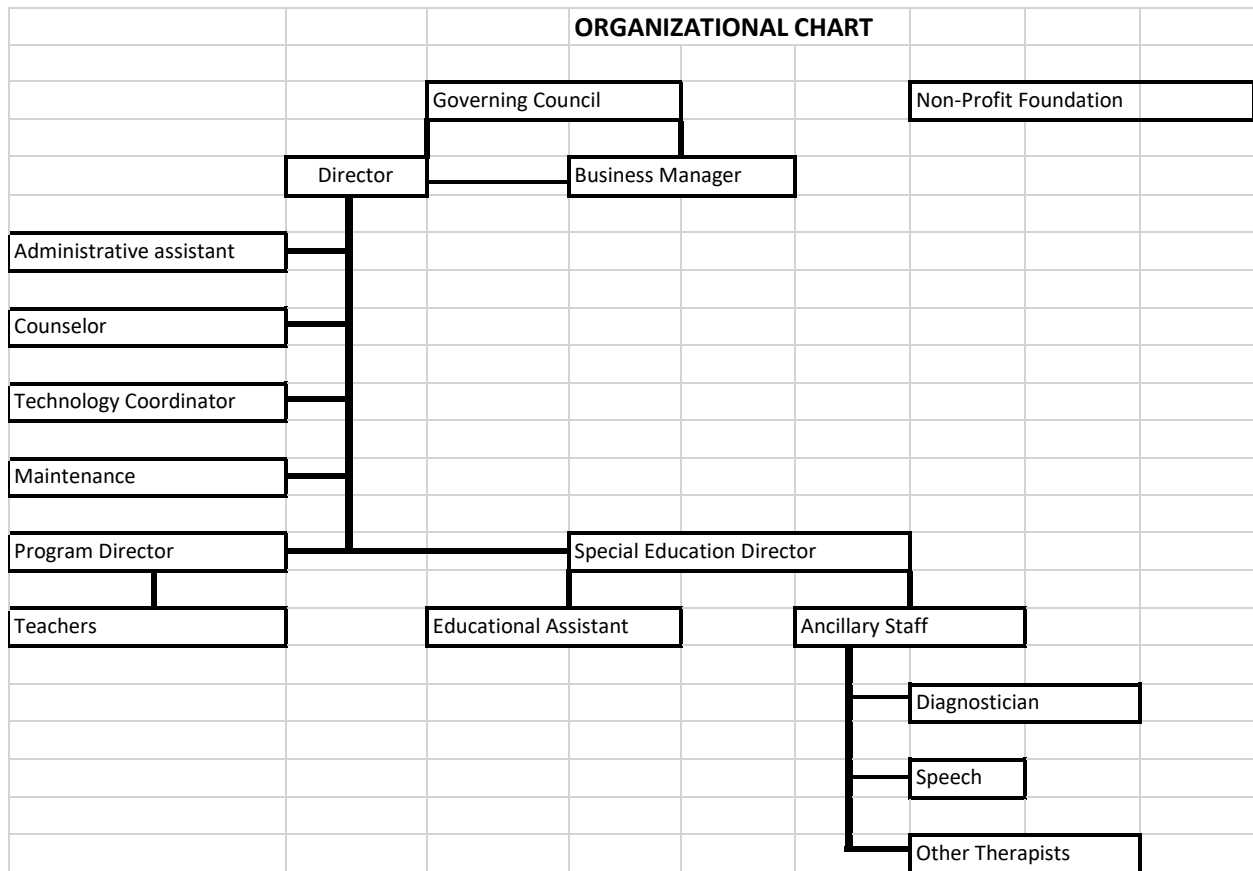 ORGANIZATIONAL CHART
Governing Council
Non-Profit Foundation
Director
Business Manager
Administrative assistant
Counselor
Technology Coordinator
Maintenance
Program Director
Special Education Director
Teachers
Educational Assistant
Ancillary Staff
Diagnostician
Speech
Other Therapists